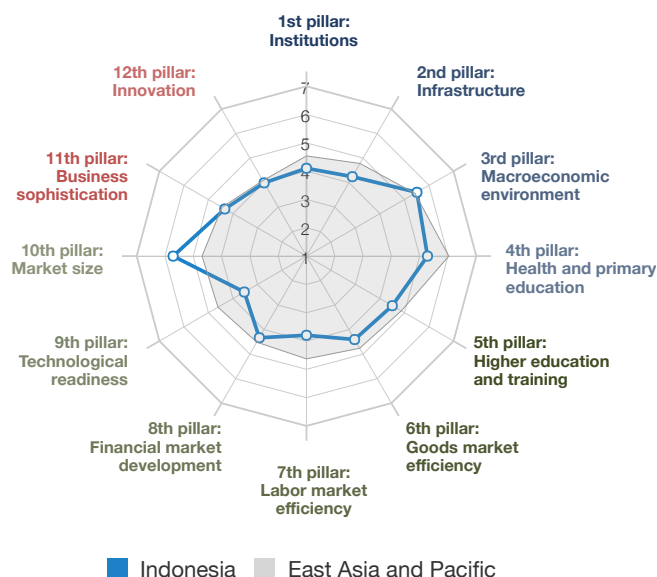 1st pillar:
Institutions
12th pillar:
Innovation
2nd pillar:
Infrastructure
7
6
5
4
3
2
1
11th pillar:
Business
sophistication
3rd pillar:
Macroeconomic
environment
10th pillar:
Market size
4th pillar:
Health and primary
education
9th pillar:
Technological
readiness
5th pillar:
Higher education
and training
8th pillar:
Financial market
development
6th pillar:
Goods market
efficiency
7th pillar:
Labor market
efficiency
Indonesia East Asia and Pacific